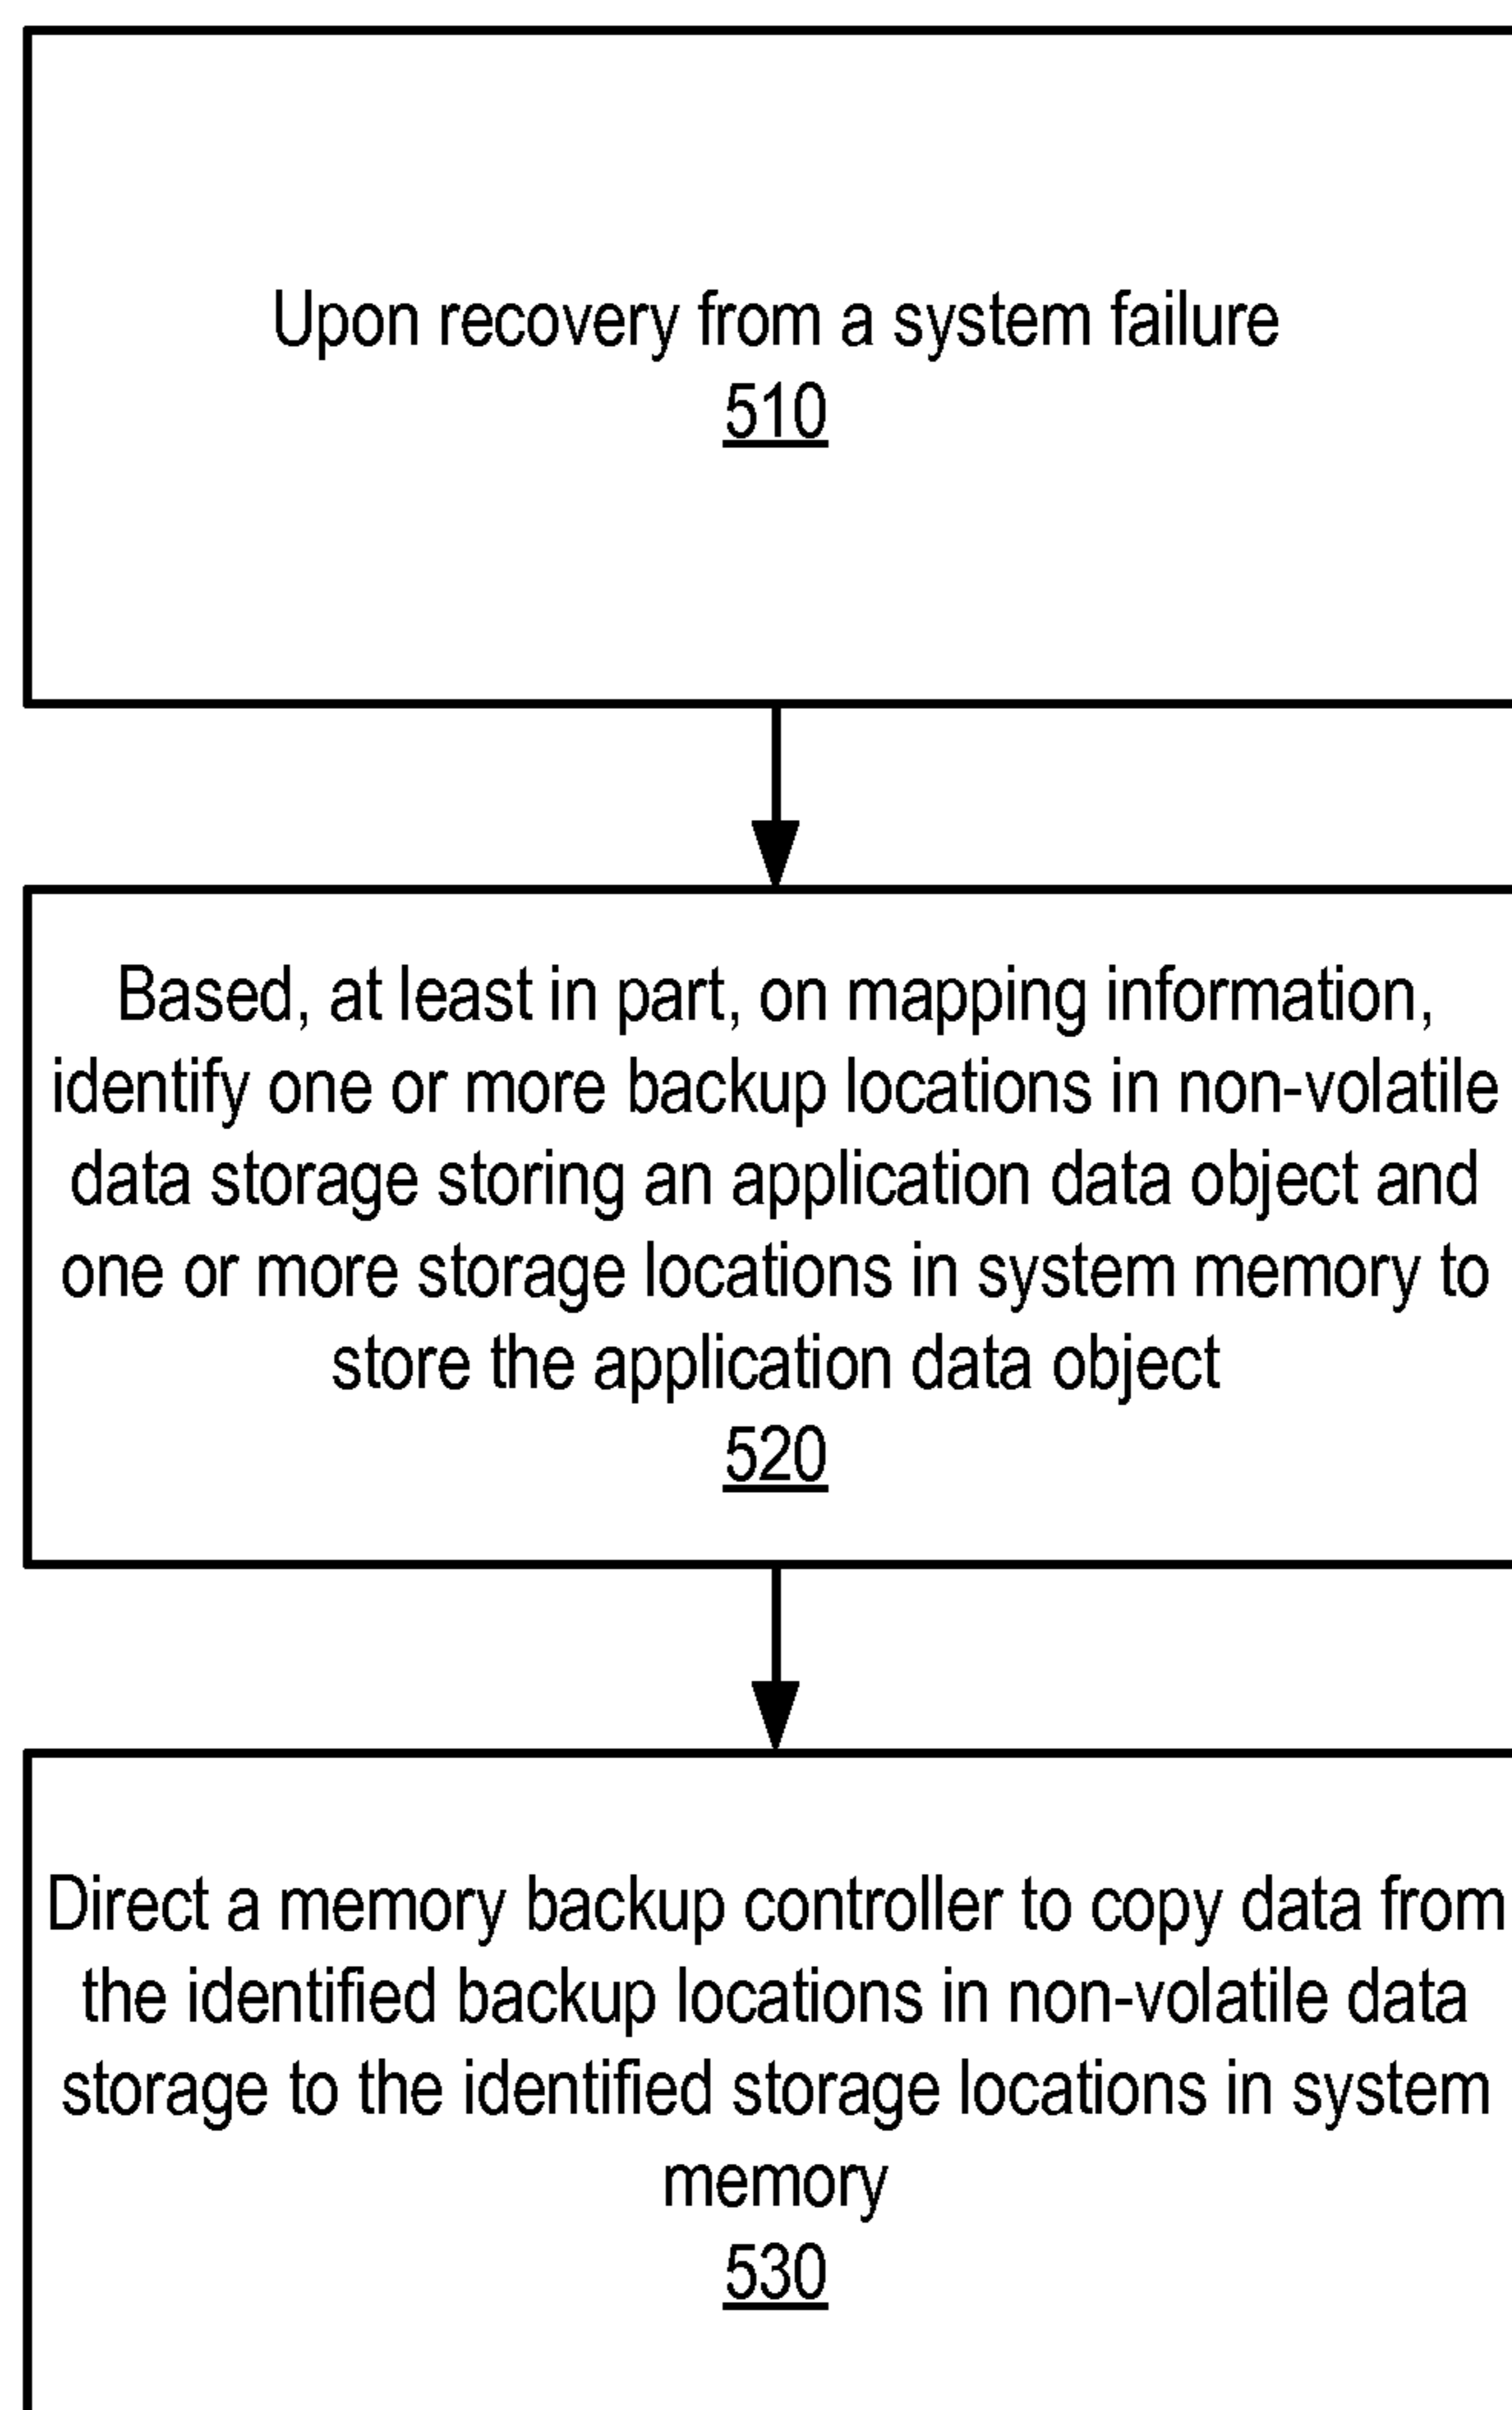 Upon recovery from a system failure
510
Based, at least in part, on mapping information,
identify one or more backup locations in non-volatile
data storage storing an application data object and
one or more storage locations in system memory to
store the application data object
520
Direct a memory backup controller to copy data from
the identified backup locations in non-volatile data
storage to the identified storage locations in system
memory
530